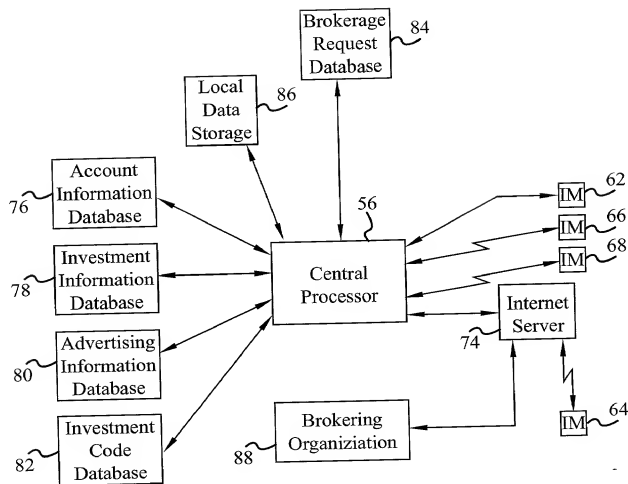 Brokerage
Request
Database
84
Local
Data
Storage
86
Account
Information
Database
76
56
IM
62
IM
66
IM
68
Investment
Information
Database
78
Central
Processor
Internet
Server
74
Advertising
Information
Database
80
Investment
Code
Database
82
Brokering
Organiziation
88
IM
64